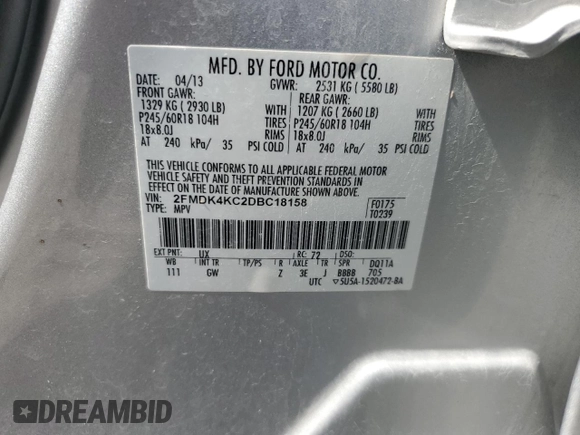 MFD. BY FORD MOTOR CO.
DATE: 04/13 GVWR: 2531 KG ( 5580 LB)
FRONT GAWR: REAR GAWR:
1329 KG ( 2930 LB) WITH 1207 KG ( 2660 LB) WITH
P245/60R18 104H TIRES P245/60R18 104H TIRES
18x8.0J RIMS 18x8.0J RIMS
AT 240 kPa/ 35 PSI COLD AT 240 kPa/ 35 PSI COLD
THIS VEHICLE CONFORMS TO ALL APPLICABLE FEDERAL MOTOR
VEHICLE SAFETY AND THEFT PREVENTION STANDARDS IN
EFFECT ON THE DATE OF MANUFACTURE SHOWN ABOVE.
VIN: 2FMDK4KC2DBC18158 F0175
TYPE: MPV T0239
EXT PNT: UX RC: 72 DSO:
WB INT TR TP/PS R AXLE TR SPR DQ11A
111 GW Z 3E J BBBB 705
UTC ▽5U5A-1520472-BA
DREAMBID